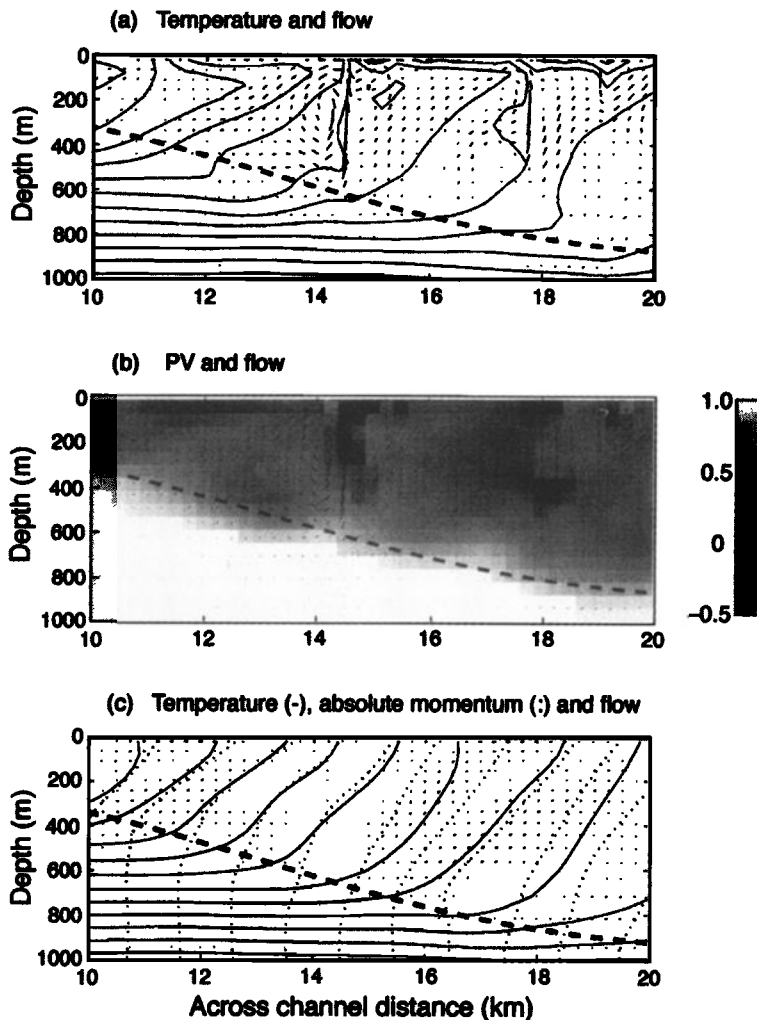 (a) Temperature and flow
0
200
400
600
800
1000
Depth (m)
10 12 14 16 18 20
(b) PV and flow
0
200
400
600
800
1000
Depth (m)
10 12 14 16 18 20
1.0
0.5
0
–0.5
(c) Temperature (-), absolute momentum (:) and flow
0
200
400
600
800
1000
Depth (m)
10 12 14 16 18 20
Across channel distance (km)